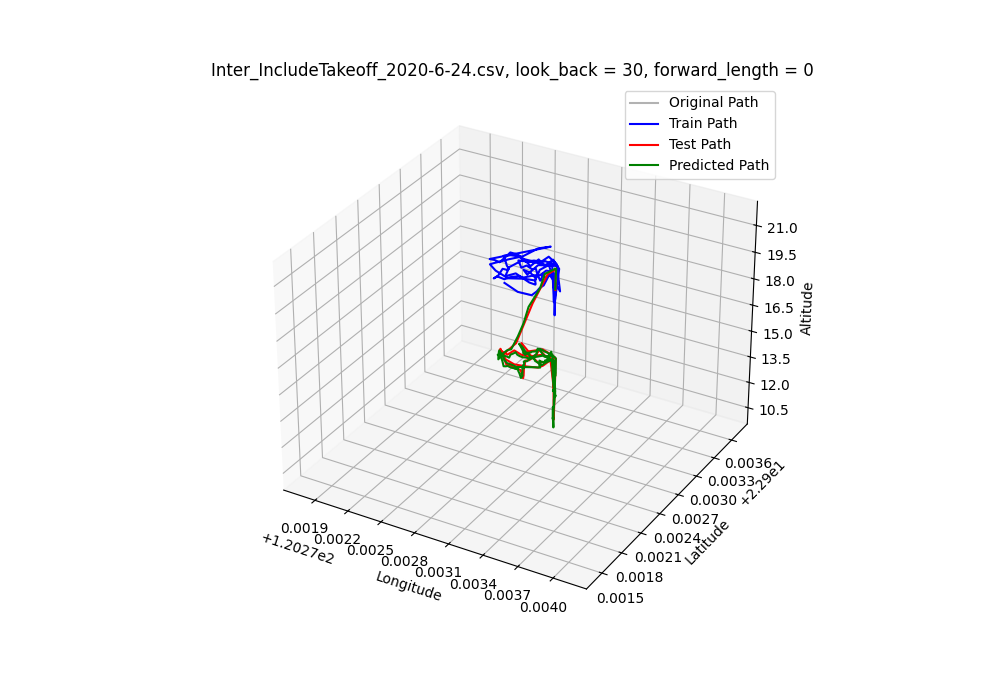 Inter_IncludeTakeoff_2020-6-24.csv, look_back = 30, forward_length = 0
Original Path
Train Path
Test Path
Predicted Path
21.0
19.5
18.0
16.5
15.0
13.5
12.0
10.5
Altitude
0.0036
0.0033
0.0030
0.0027
0.0024
0.0021
0.0018
0.0015
+2.29e1
Latitude
0.0019
0.0022
0.0025
0.0028
0.0031
0.0034
0.0037
0.0040
+1.2027e2
Longitude